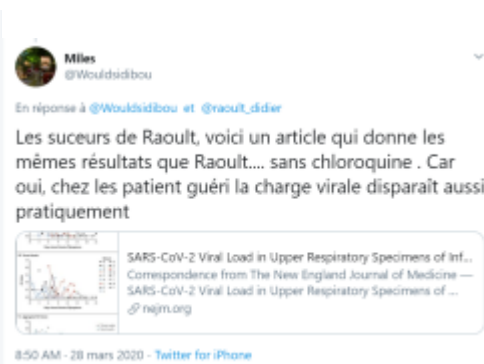 Miles
@Wouldsidibou
En réponse à @Wouldsidibou et @raoult_didier
Les suceurs de Raoult, voici un article qui donne les
mêmes résultats que Raoult.... sans chloroquine . Car
oui, chez les patient guéri la charge virale disparaît aussi
pratiquement
SARS-CoV-2 Viral Load in Upper Respiratory Specimens of Inf...
Correspondence from The New England Journal of Medicine —
SARS-CoV-2 Viral Load in Upper Respiratory Specimens of ...
nejm.org
8:50 AM · 28 mars 2020 · Twitter for iPhone